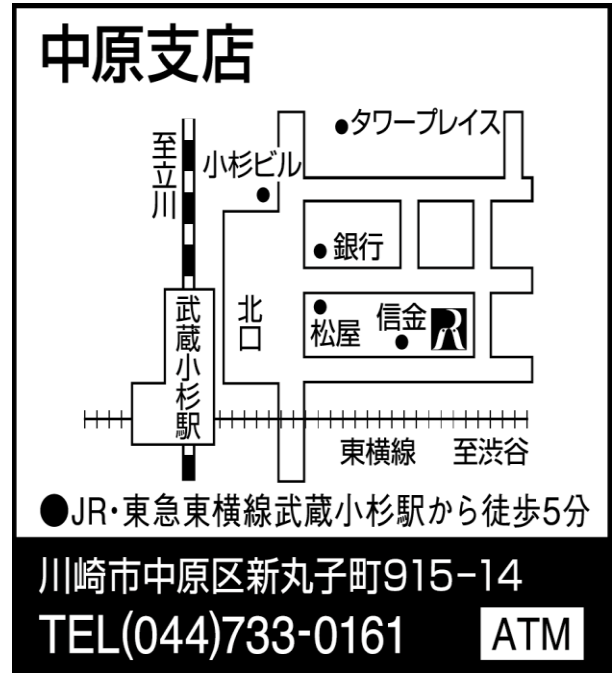 中原支店
タワープレイス
至立川
小杉ビル
銀行
北口
武蔵小杉駅
松屋
信金
東横線
至渋谷
●JR・東急東横線武蔵小杉駅から徒歩5分
川崎市中原区新丸子町915-14
TEL(044)733-0161
ATM